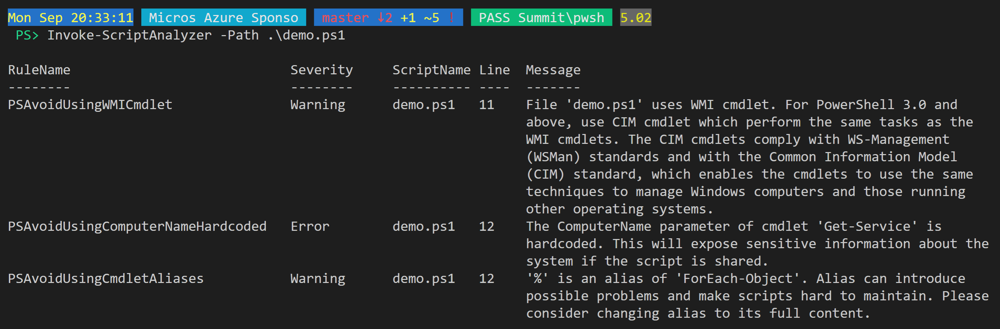 Mon Sep 20:33:11 Micros Azure Sponso master ↓2 +1 ~5 ! PASS Summit\pwsh 5.02
PS> Invoke-ScriptAnalyzer -Path .\demo.ps1
RuleName Severity ScriptName Line Message
-------- -------- ---------- ---- -------
PSAvoidUsingWMICmdlet Warning demo.ps1 11 File 'demo.ps1' uses WMI cmdlet. For PowerShell 3.0 and
above, use CIM cmdlet which perform the same tasks as the
WMI cmdlets. The CIM cmdlets comply with WS-Management
(WSMan) standards and with the Common Information Model
(CIM) standard, which enables the cmdlets to use the same
techniques to manage Windows computers and those running
other operating systems.
PSAvoidUsingComputerNameHardcoded Error demo.ps1 12 The ComputerName parameter of cmdlet 'Get-Service' is
hardcoded. This will expose sensitive information about the
system if the script is shared.
PSAvoidUsingCmdletAliases Warning demo.ps1 12 '%' is an alias of 'ForEach-Object'. Alias can introduce
possible problems and make scripts hard to maintain. Please
consider changing alias to its full content.